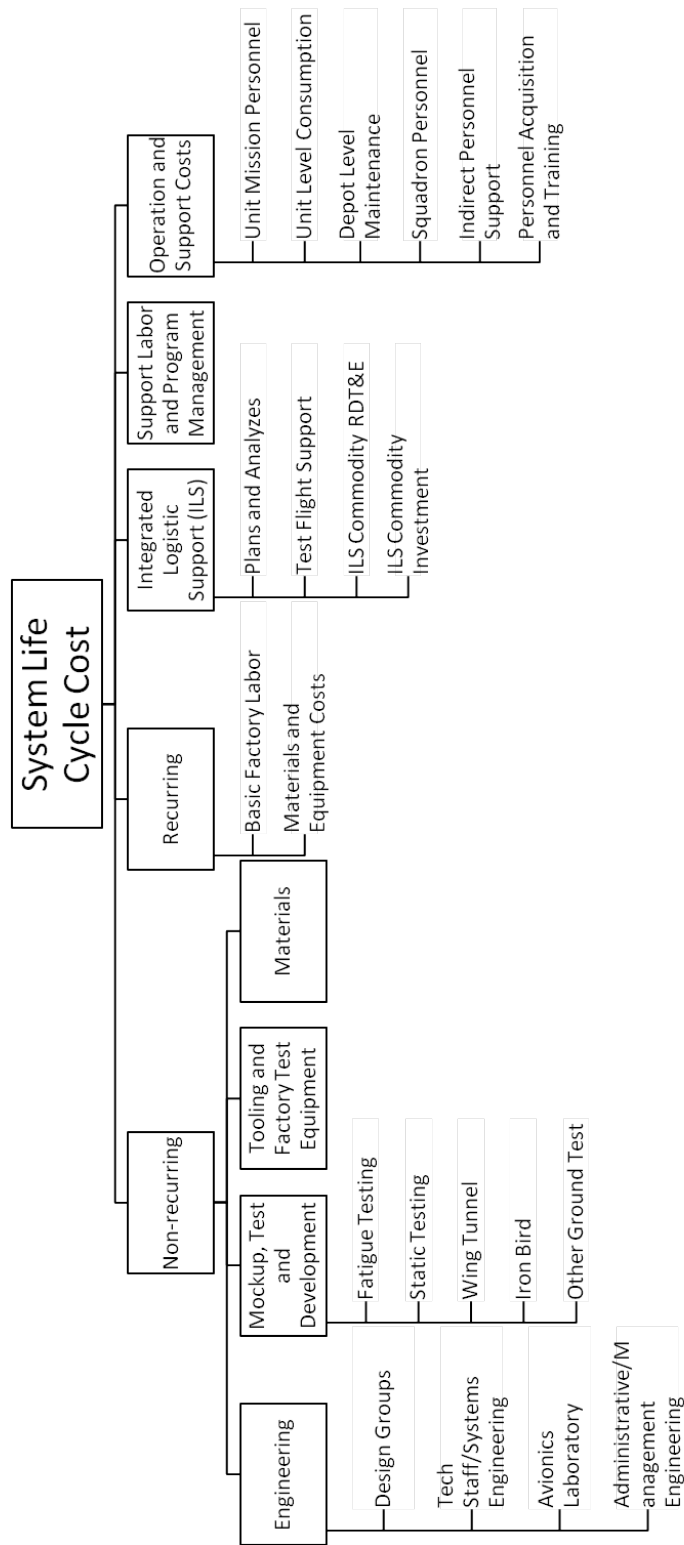 System Life
Cycle Cost
Non-recurring
Recurring
Integrated
Logistic
Support (ILS)
Support Labor
and Program
Management
Operation and
Support Costs
Engineering
Mockup, Test
and
Development
Tooling and
Factory Test
Equipment
Materials
Design Groups
Tech
Staff/Systems
Engineering
Avionics
Laboratory
Administrative/M
anagement
Engineering
Fatigue Testing
Static Testing
Wing Tunnel
Iron Bird
Other Ground Test
Basic Factory Labor
Materials and
Equipment Costs
Plans and Analyzes
Test Flight Support
ILS Commodity RDT&E
ILS Commodity
Investment
Unit Mission Personnel
Unit Level Consumption
Depot Level
Maintenance
Squadron Personnel
Indirect Personnel
Support
Personnel Acquisition
and Training